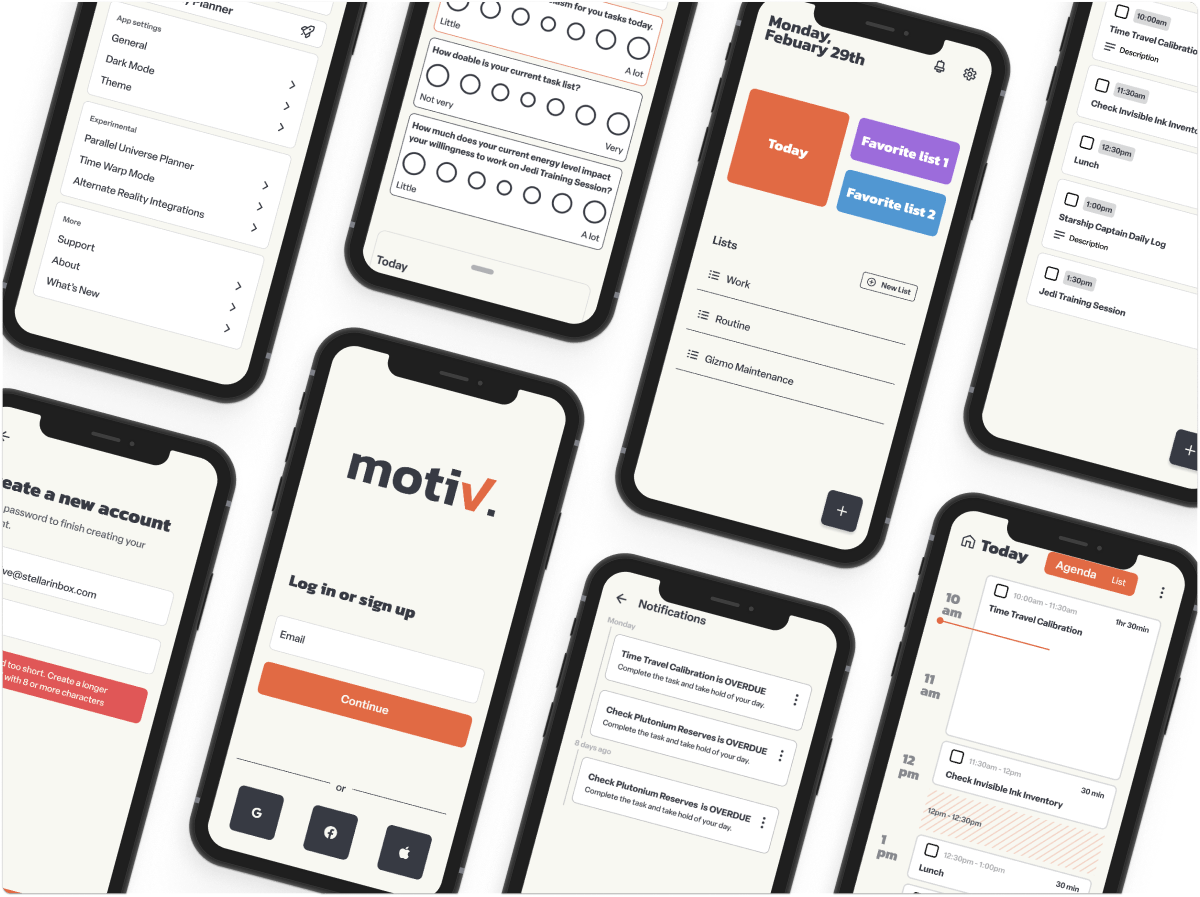 Planner
App settings
General
Dark Mode
Theme
Experimental
Parallel Universe Planner
Time Warp Mode
Alternate Reality Integrations
More
Support
About
What's New
for you tasks today.
Little
A lot
How doable is your current task list?
Not very
Very
How much does your current energy level impact
your willingness to work on Jedi Training Session?
Little
A lot
Today
Monday,
Febuary 29th
Today
Favorite list 1
Favorite list 2
Lists
New List
Work
Routine
Gizmo Maintenance
10:00am
Time Travel Calibratio
Description
11:30am
Check Invisible Ink Invento
12:30pm
Lunch
1:00pm
Starship Captain Daily Log
Description
1:30pm
Jedi Training Session
eate a new account
password to finish creating your
nt.
ve@stellarinbox.com
d too short. Create a longer
with 8 or more characters
motiv.
Log in or sign up
Email
Continue
or
G
Notifications
Monday
Time Travel Calibration is OVERDUE
Complete the task and take hold of your day.
Check Plutonium Reserves is OVERDUE
Complete the task and take hold of your day.
8 days ago
Check Plutonium Reserves is OVERDUE
Complete the task and take hold of your day.
Today
Agenda
List
10
am
10:00am - 11:30am
1hr 30min
Time Travel Calibration
11
am
12
pm
11:30am - 12pm
30 min
Check Invisible Ink Inventory
12pm - 12:30pm
1
pm
12:30pm - 1:00pm
30 min
Lunch